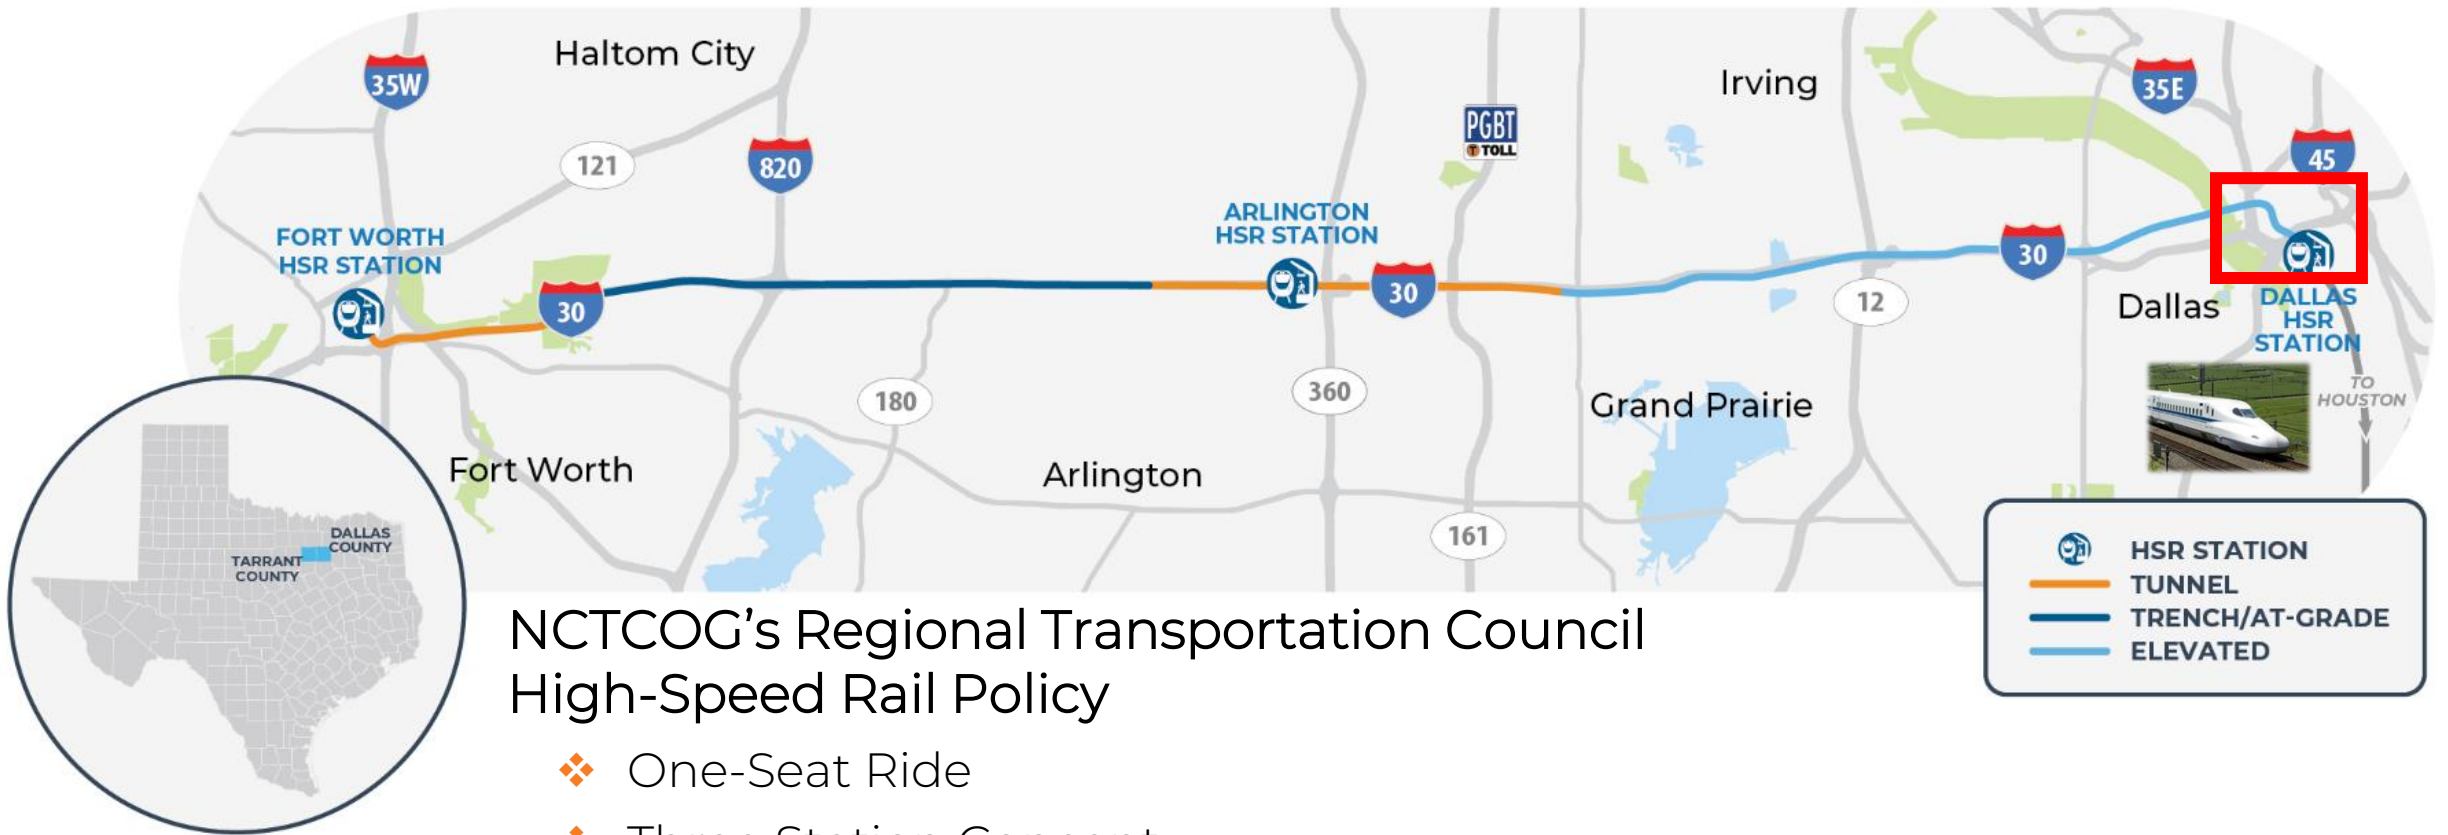 Haltom City
35W
Irving
35E
PGBT
TOLL
121
820
45
ARLINGTON
HSR STATION
FORT WORTH
HSR STATION
30
30
30
12
Dallas
DALLAS
HSR
STATION
TO
HOUSTON
180
360
Grand Prairie
Fort Worth
Arlington
161
DALLAS
COUNTY
TARRANT
COUNTY
HSR STATION
TUNNEL
TRENCH/AT-GRADE
ELEVATED
NCTCOG’s Regional Transportation Council
High-Speed Rail Policy
❖ One-Seat Ride
Three Station Concept